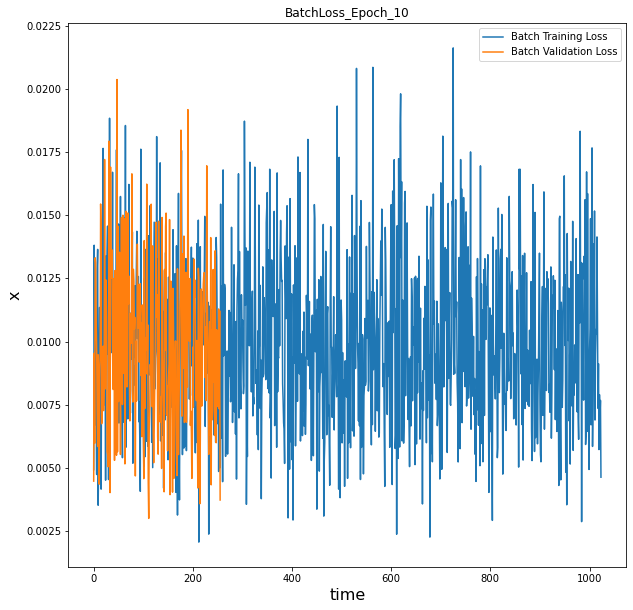 BatchLoss_Epoch_10
Batch Training Loss
Batch Validation Loss
0.0225
0.0200
0.0175
0.0150
0.0125
0.0100
0.0075
0.0050
0.0025
x
0 200 400 600 800 1000
time